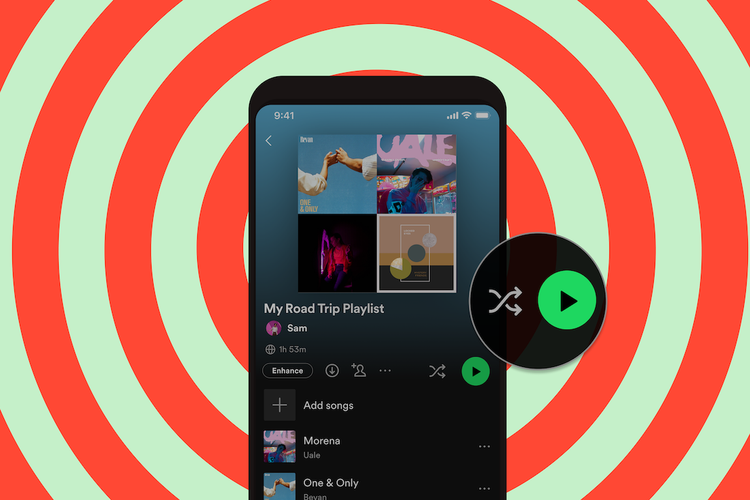 9:41
Bevan
UALE
ONE
& ONLY
My Road Trip Playlist
Sam
1h 53m
Enhance
Add songs
UALE
Morena
Uale
One & Only
Bevan